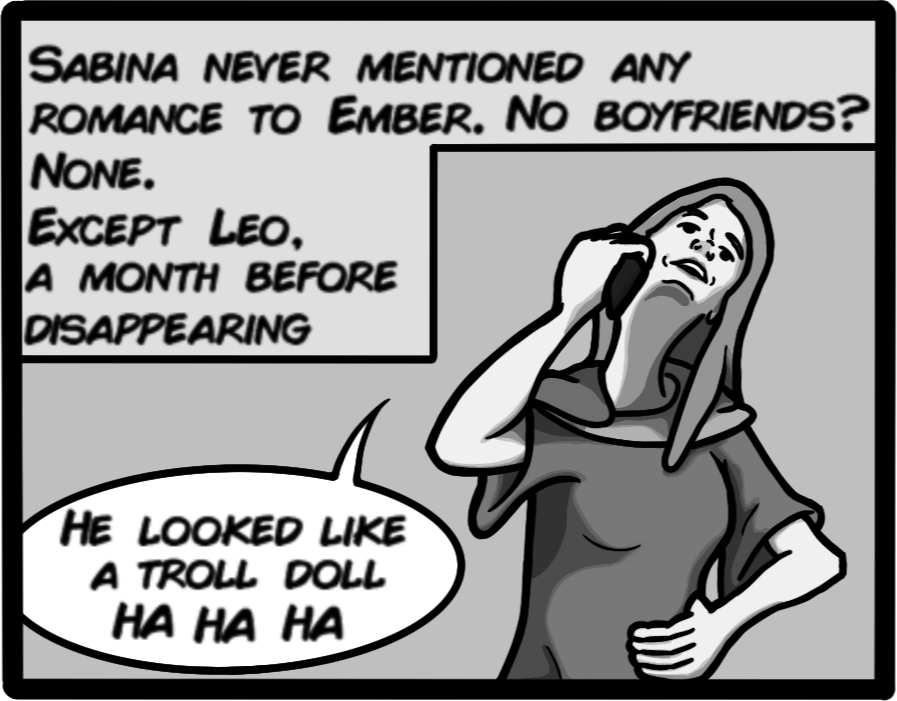 Sabina never mentioned any
romance to Ember. No boyfriends?
None.
Except Leo,
a month before
disappearing
He looked like
a troll doll
HA HA HA